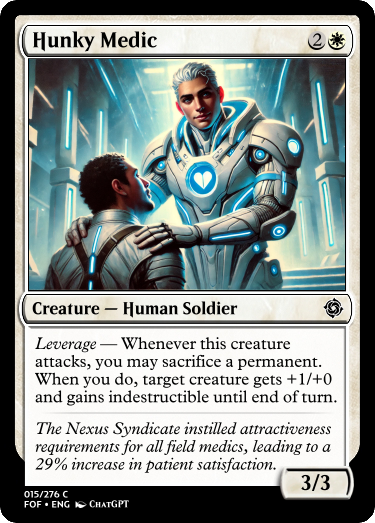 Hunky Medic 2
Creature — Human Soldier
Leverage — Whenever this creature
attacks, you may sacrifice a permanent.
When you do, target creature gets +1/+0
and gains indestructible until end of turn.
The Nexus Syndicate instilled attractiveness
requirements for all field medics, leading to a
29% increase in patient satisfaction.
3/3
015/276 C
FOF • ENG ChatGPT